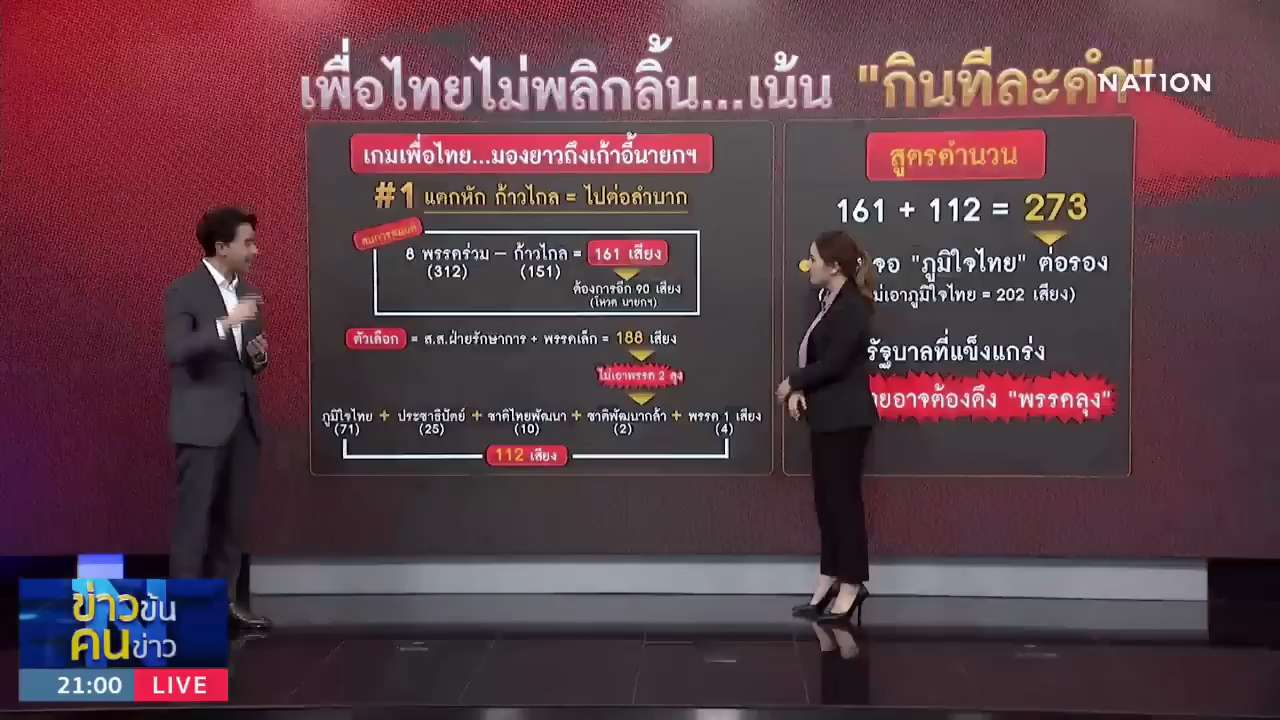 เพื่อไทยไม่พลิกลิ้น...เน้น "กินทีละคำ"
NATION
เกมเพื่อไทย...มองยาวถึงเก้าอี้นายกฯ
#1 แตกหัก ก้าวไกล = ไปต่อลำบาก
8 พรรคร่วม – ก้าวไกล = 161 เสียง
(312) (151)
ต้องการอีก 90 เสียง
(โหวต นายกฯ)
ตัวเลือก = ส.ส.ฝ่ายรักษาการ + พรรคเล็ก = 188 เสียง
ไม่เอาพรรค 2 ลุง
ภูมิใจไทย + ประชาธิปัตย์ + ชาติไทยพัฒนา + ชาติพัฒนากล้า + พรรค 1 เสียง
(71) (25) (10) (2) (4)
112 เสียง
สูตรคำนวน
161 + 112 = 273
จอ "ภูมิใจไทย" ต่อรอง
ม่เอาภูมิใจไทย = 202 เสียง)
รัฐบาลที่แข็งแกร่ง
ายอาจต้องดึง "พรรคลุง"
ข่าวข้น
คนข่าว
21:00 LIVE